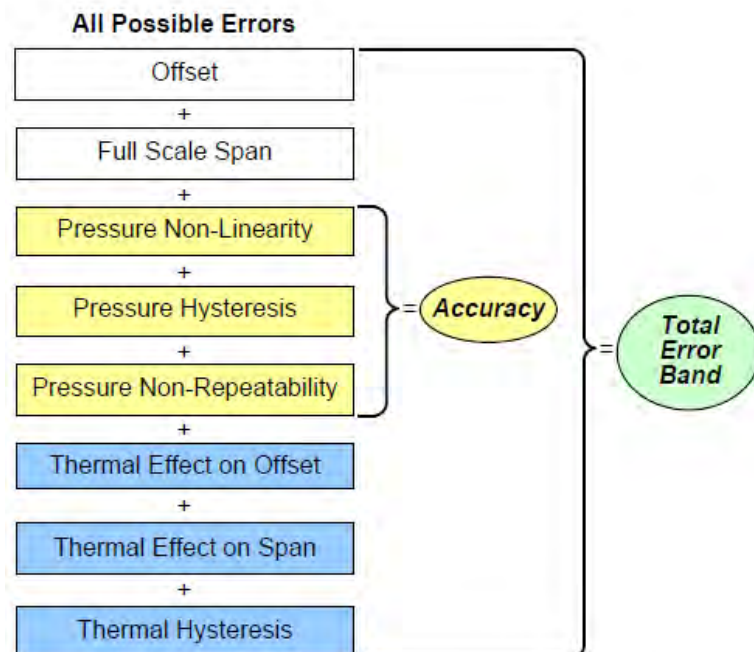 All Possible Errors
Offset
+
Full Scale Span
+
Pressure Non-Linearity
+
Pressure Hysteresis
+
Pressure Non-Repeatability
+
Thermal Effect on Offset
+
Thermal Effect on Span
+
Thermal Hysteresis
= Accuracy
= Total
Error
Band